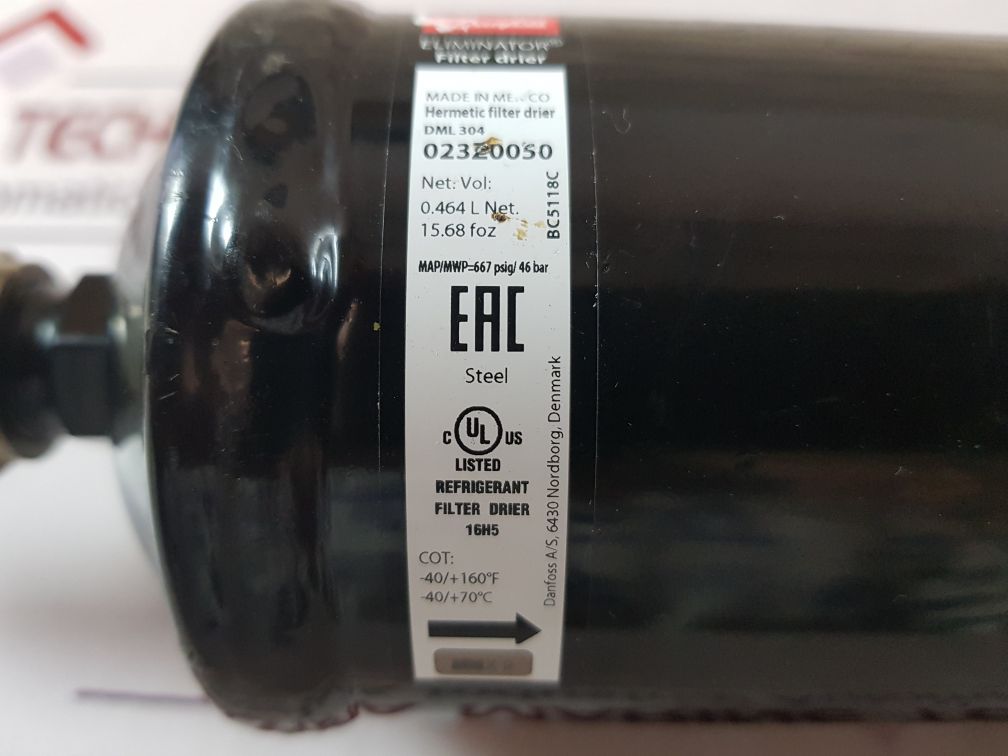 ELIMINATOR
Filter drier
MADE IN MEXICO
Hermetic filter drier
DML 304
023Z0050
Net: Vol:
0.464 L Net.
15.68 foz
BC5118C
MAP/MWP=667 psig/ 46 bar
EAC
Steel
C UL US
LISTED
REFRIGERANT
FILTER DRIER
16H5
COT:
-40/+160°F
-40/+70°C
Danfoss A/S, 6430 Nordborg, Denmark
TECH